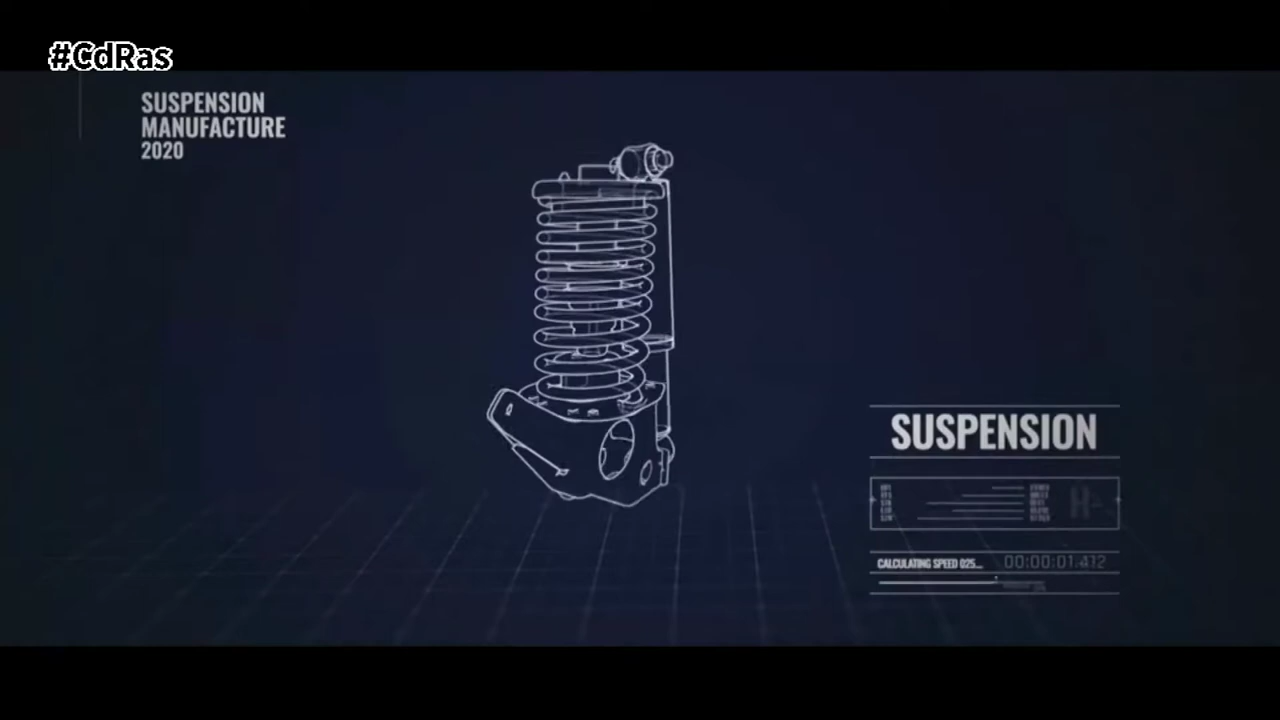 #CdRas
SUSPENSION
MANUFACTURE
2020
SUSPENSION
CALCULATING SPEED 025...
00:00:01.412